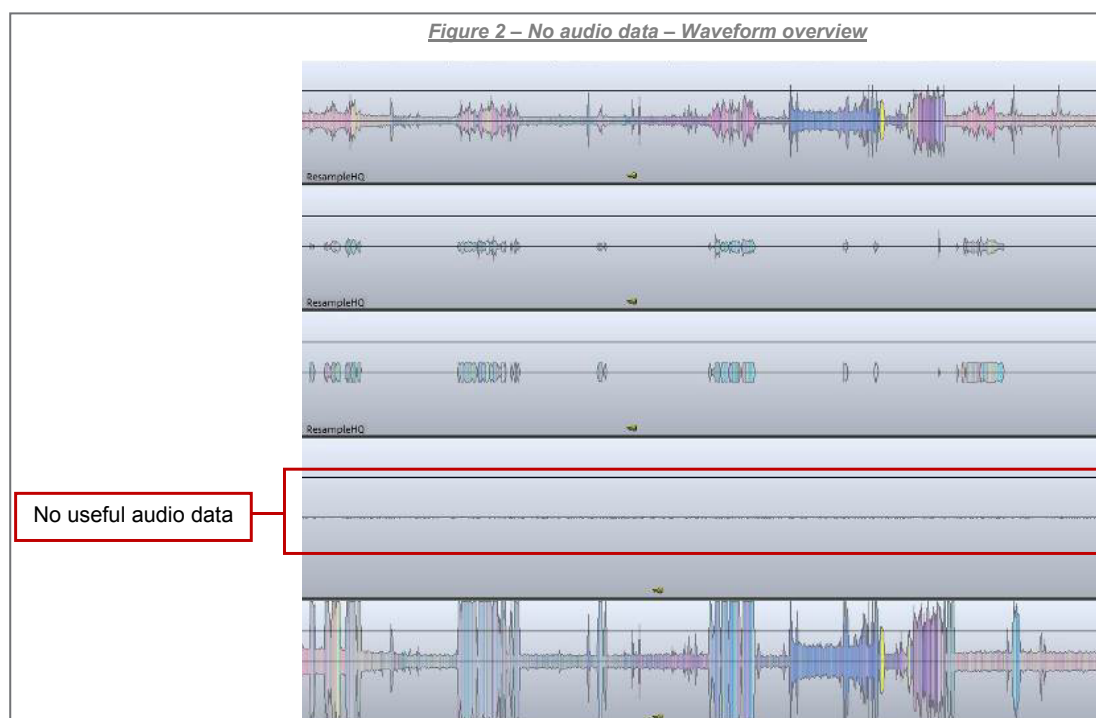 Figure 2 – No audio data – Waveform overview
ResampleHQ
ResampleHQ
ResampleHQ
No useful audio data